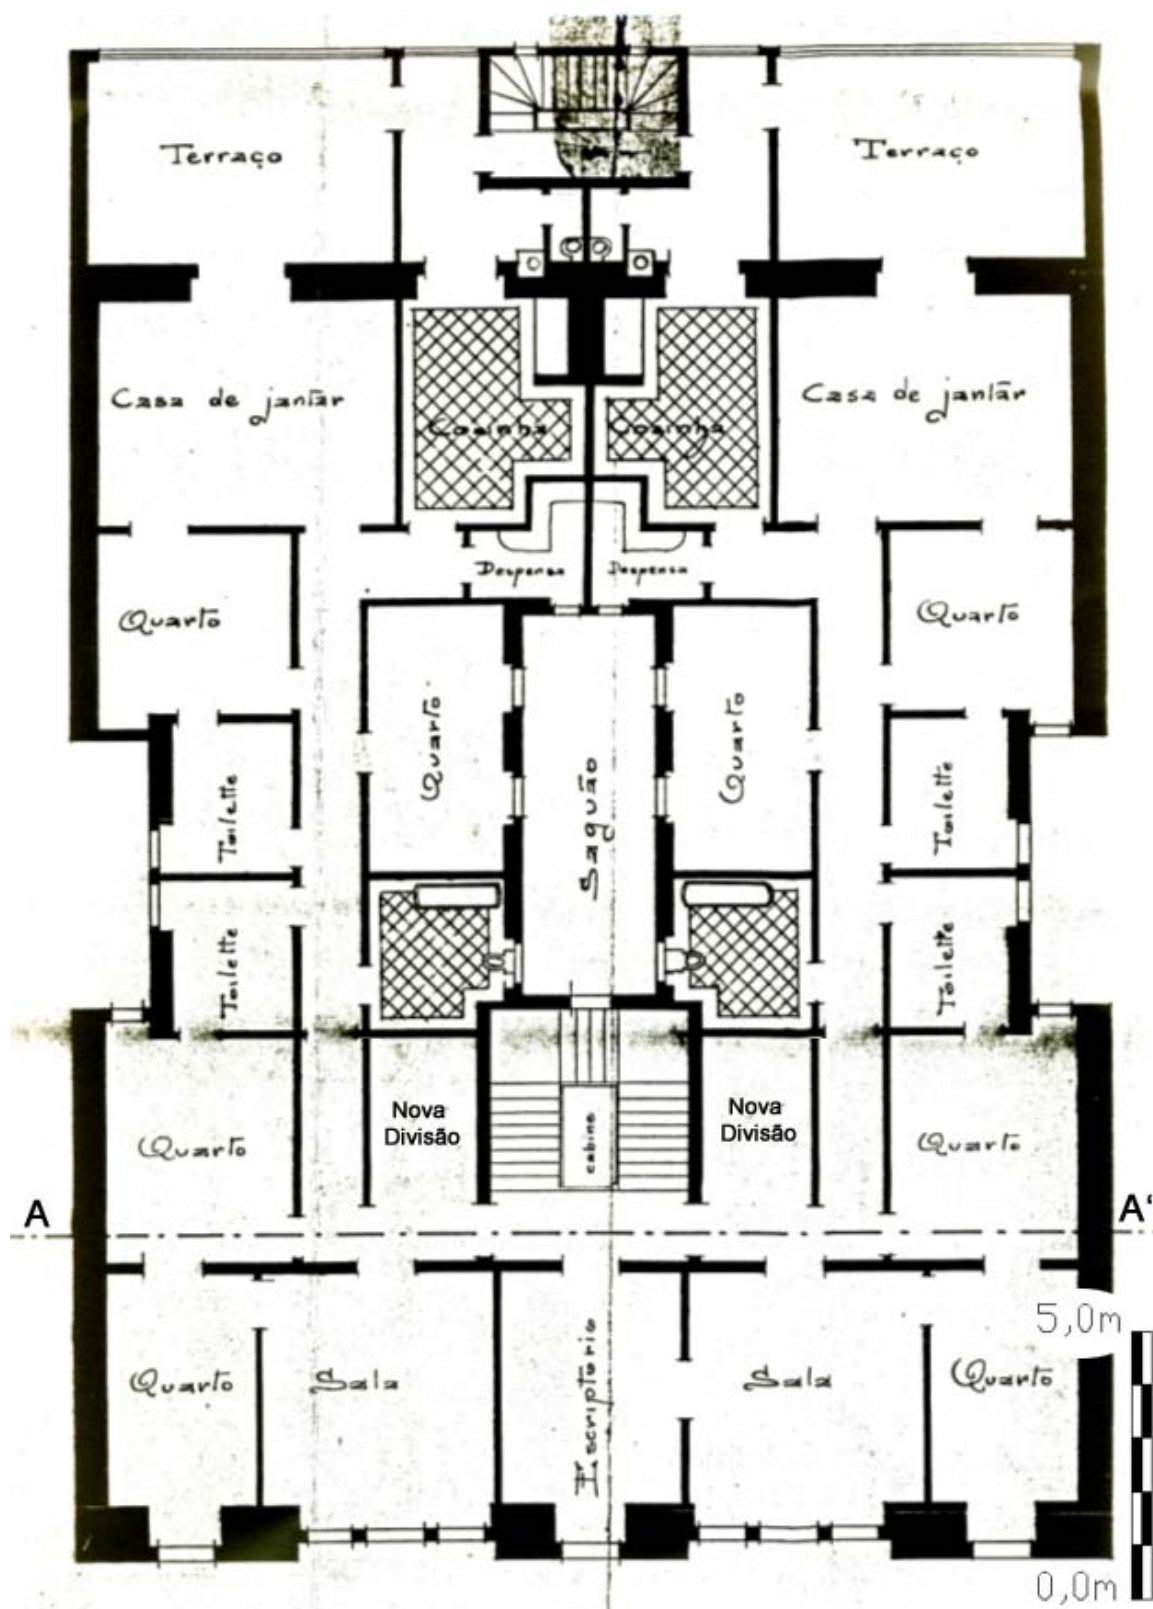 Terraço
Terraço
Casa de jantar
Casa de jantar
Cozinha
Cozinha
Despensa
Despensa
Quarto
Quarto
Quarto
Quarto
Saguão
Toilette
Toilette
Toilette
Toilette
Nova
Divisão
Nova
Divisão
cabine
Quarto
Quarto
A
A'
5,0m
Quarto
Sala
Escriptorio
Sala
Quarto
0,0m